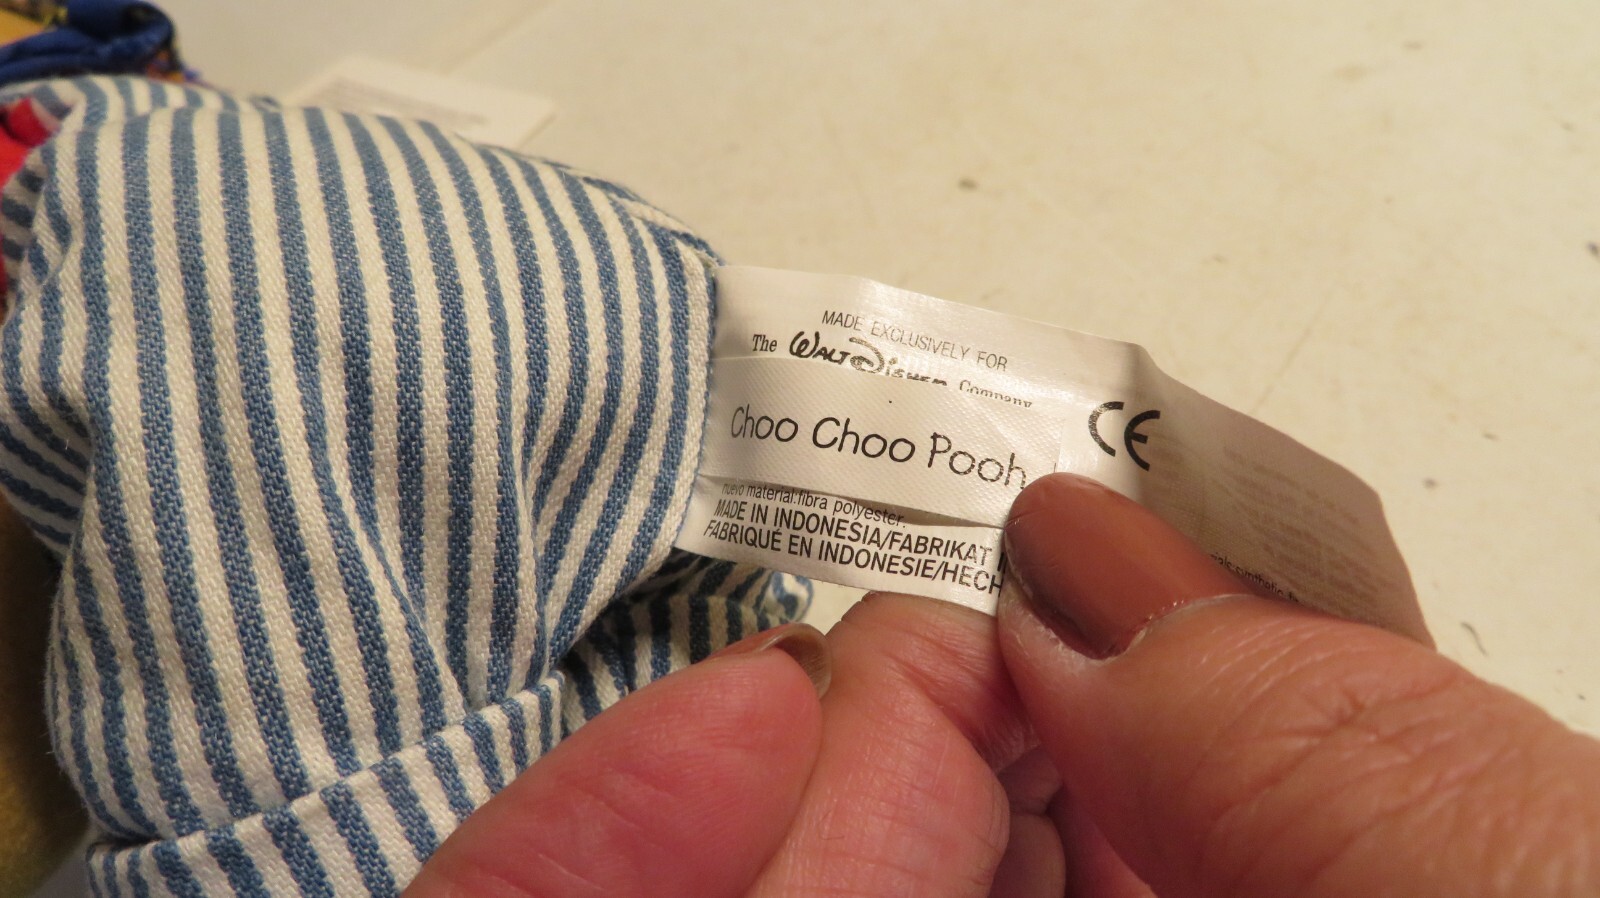 MADE EXCLUSIVELY FOR
The WALT DISNEY Company
Choo Choo Pooh
CE
nuevo material:fibra polyester.
MADE IN INDONESIA/FABRIKAT
FABRIQUÉ EN INDONESIE/HECH